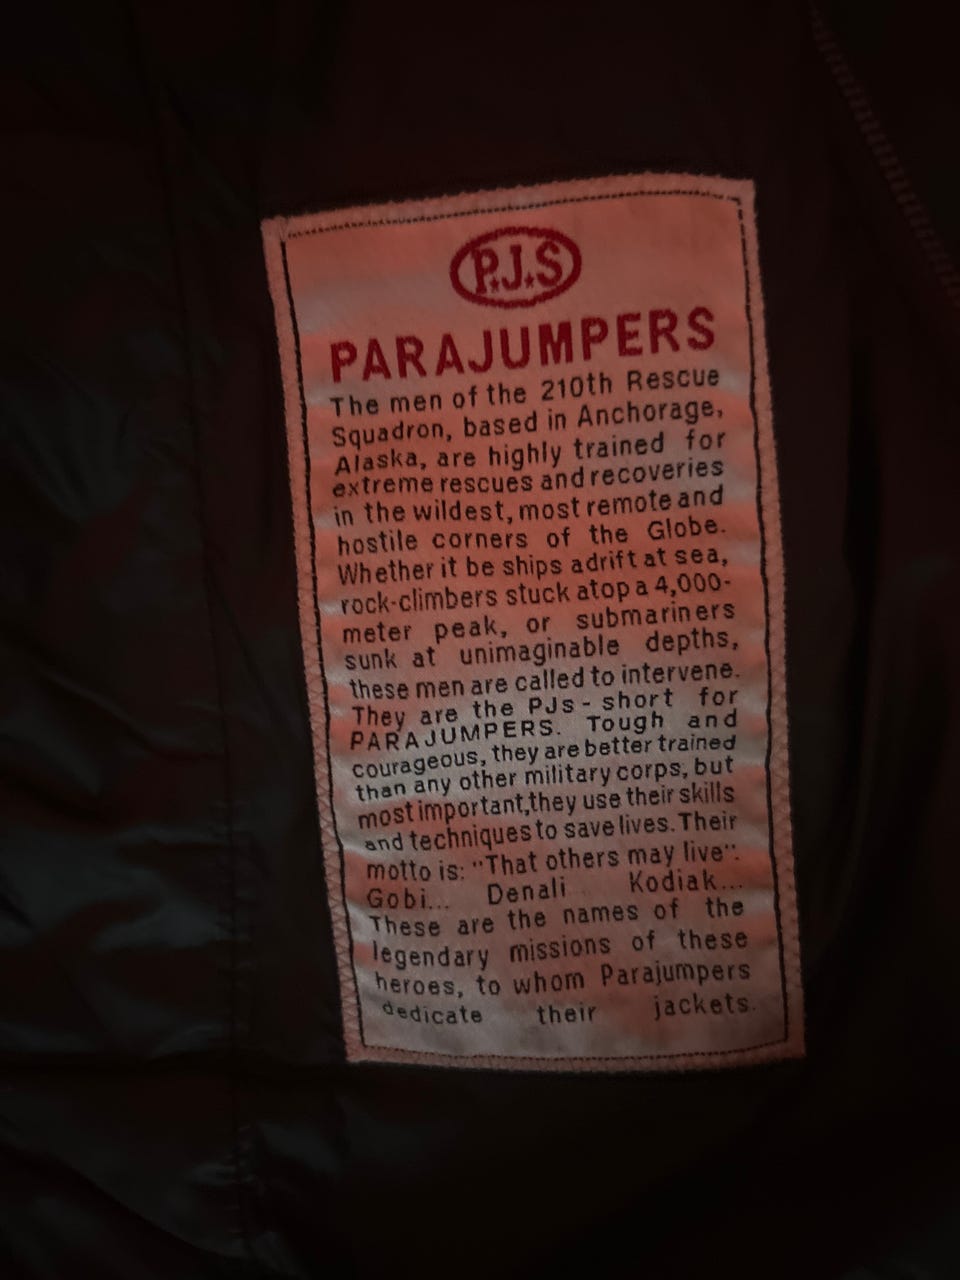 P.J.S
PARAJUMPERS
The men of the 210th Rescue
Squadron, based in Anchorage,
Alaska, are highly trained for
extreme rescues and recoveries
in the wildest, most remote and
hostile corners of the Globe.
Whether it be ships adrift at sea,
rock-climbers stuck atop a 4,000-
meter peak, or submariners
sunk at unimaginable depths,
these men are called to intervene.
They are the PJs - short for
PARAJUMPERS. Tough and
courageous, they are better trained
than any other military corps, but
most important,they use their skills
and techniques to save lives. Their
motto is: "That others may live".
Gobi... Denali Kodiak...
These are the names of the
legendary missions of these
heroes, to whom Parajumpers
dedicate their jackets.